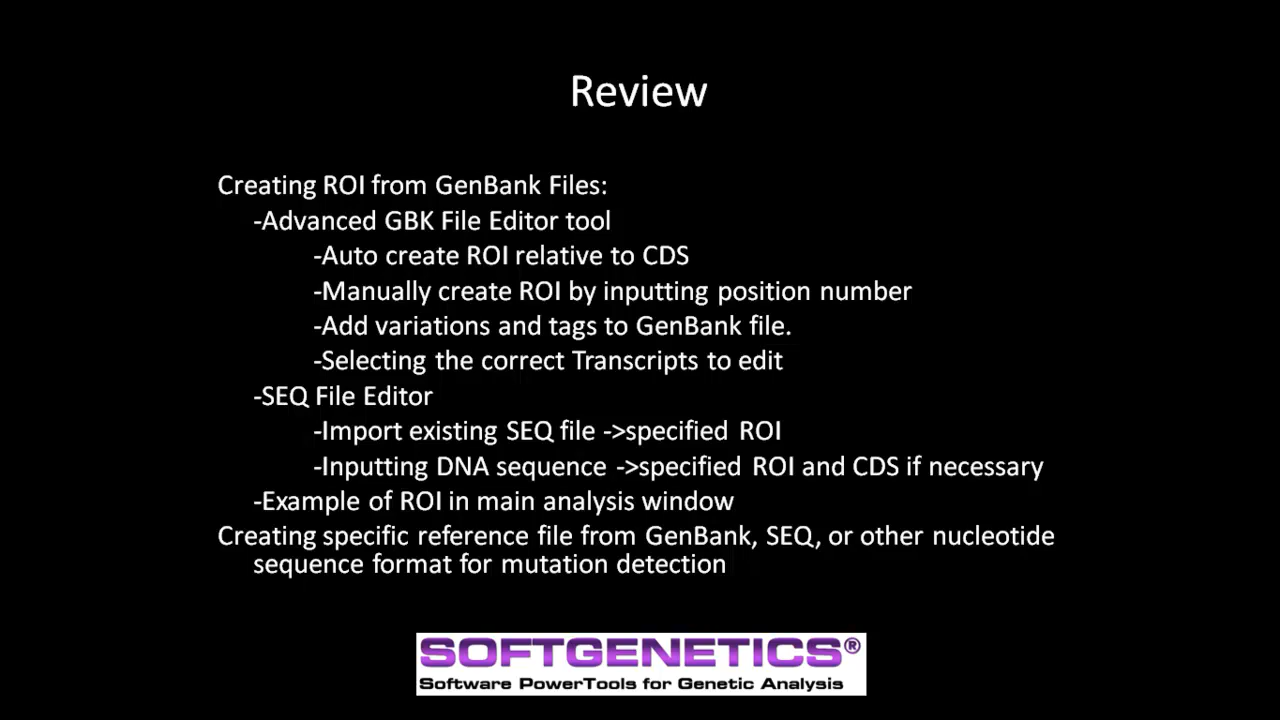 Review
Creating ROI from GenBank Files:
-Advanced GBK File Editor tool
-Auto create ROI relative to CDS
-Manually create ROI by inputting position number
-Add variations and tags to GenBank file.
-Selecting the correct Transcripts to edit
-SEQ File Editor
-Import existing SEQ file ->specified ROI
-Inputting DNA sequence ->specified ROI and CDS if necessary
-Example of ROI in main analysis window
Creating specific reference file from GenBank, SEQ, or other nucleotide
sequence format for mutation detection
SOFTGENETICS®
Software PowerTools for Genetic Analysis